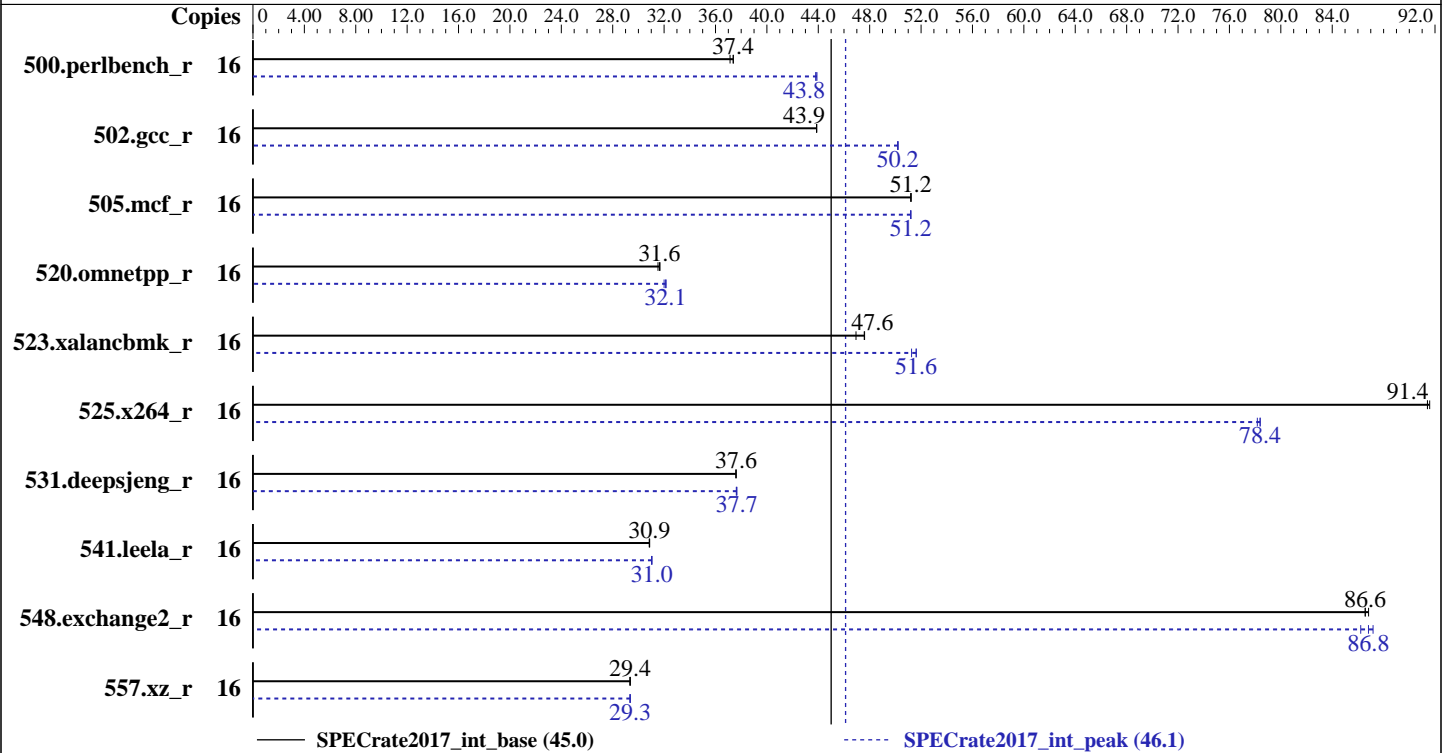 Copies 0 4.00 8.00 12.0 16.0 20.0 24.0 28.0 32.0 36.0 40.0 44.0 48.0 52.0 56.0 60.0 64.0 68.0 72.0 76.0 80.0 84.0 92.0
37.4
500.perlbench_r 16
43.8
43.9
502.gcc_r 16
50.2
51.2
505.mcf_r 16
51.2
31.6
520.omnetpp_r 16
32.1
47.6
523.xalancbmk_r 16
51.6
91.4
525.x264_r 16
78.4
37.6
531.deepsjeng_r 16
37.7
30.9
541.leela_r 16
31.0
86.6
548.exchange2_r 16
86.8
29.4
557.xz_r 16
29.3
SPECrate2017_int_base (45.0) SPECrate2017_int_peak (46.1)